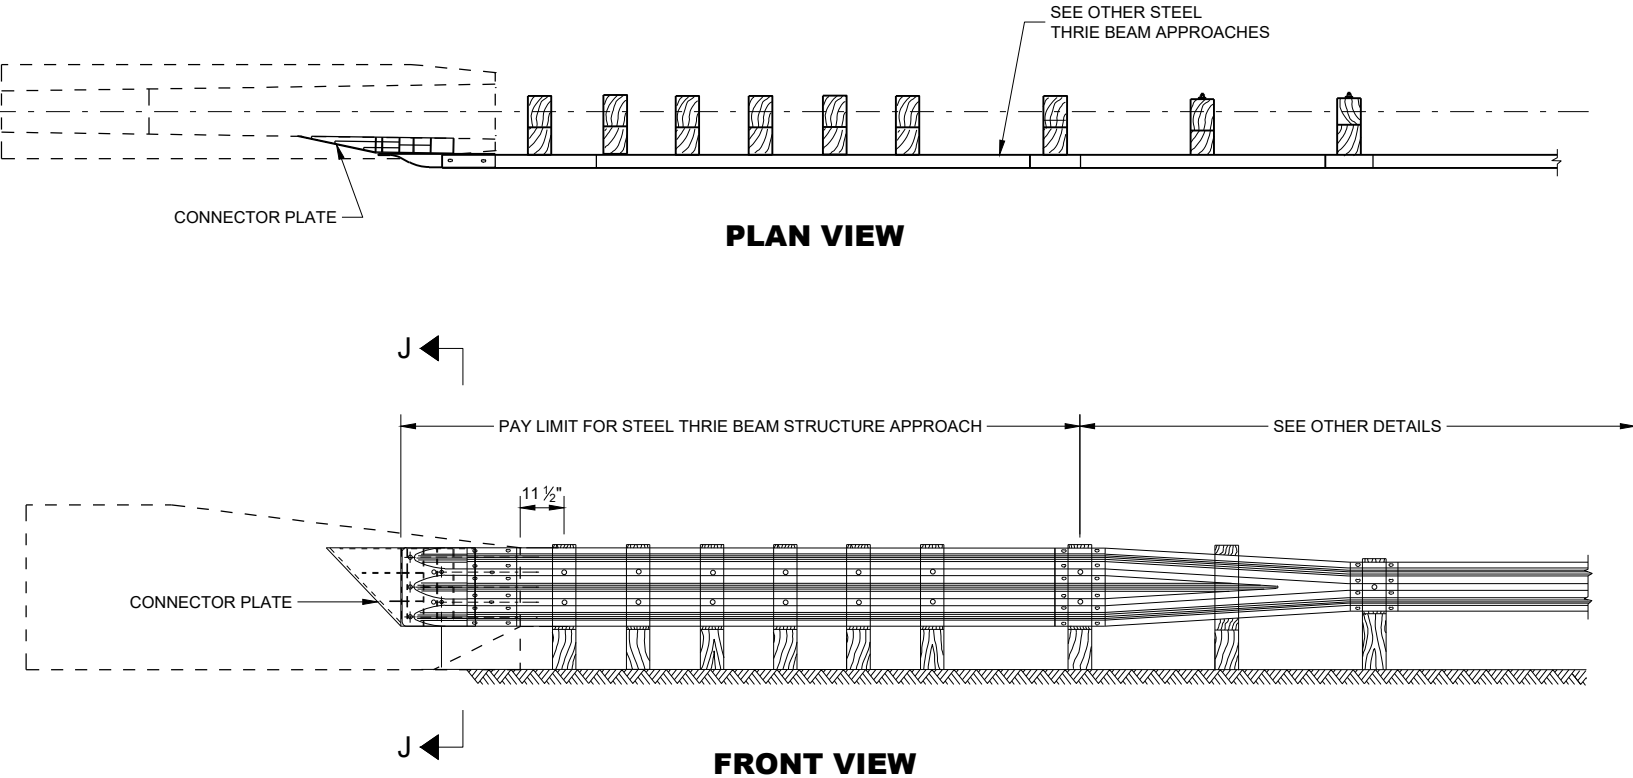 SEE OTHER STEEL
THRIE BEAM APPROACHES
CONNECTOR PLATE
PLAN VIEW
J
PAY LIMIT FOR STEEL THRIE BEAM STRUCTURE APPROACH
SEE OTHER DETAILS
11 ½"
CONNECTOR PLATE
J
FRONT VIEW